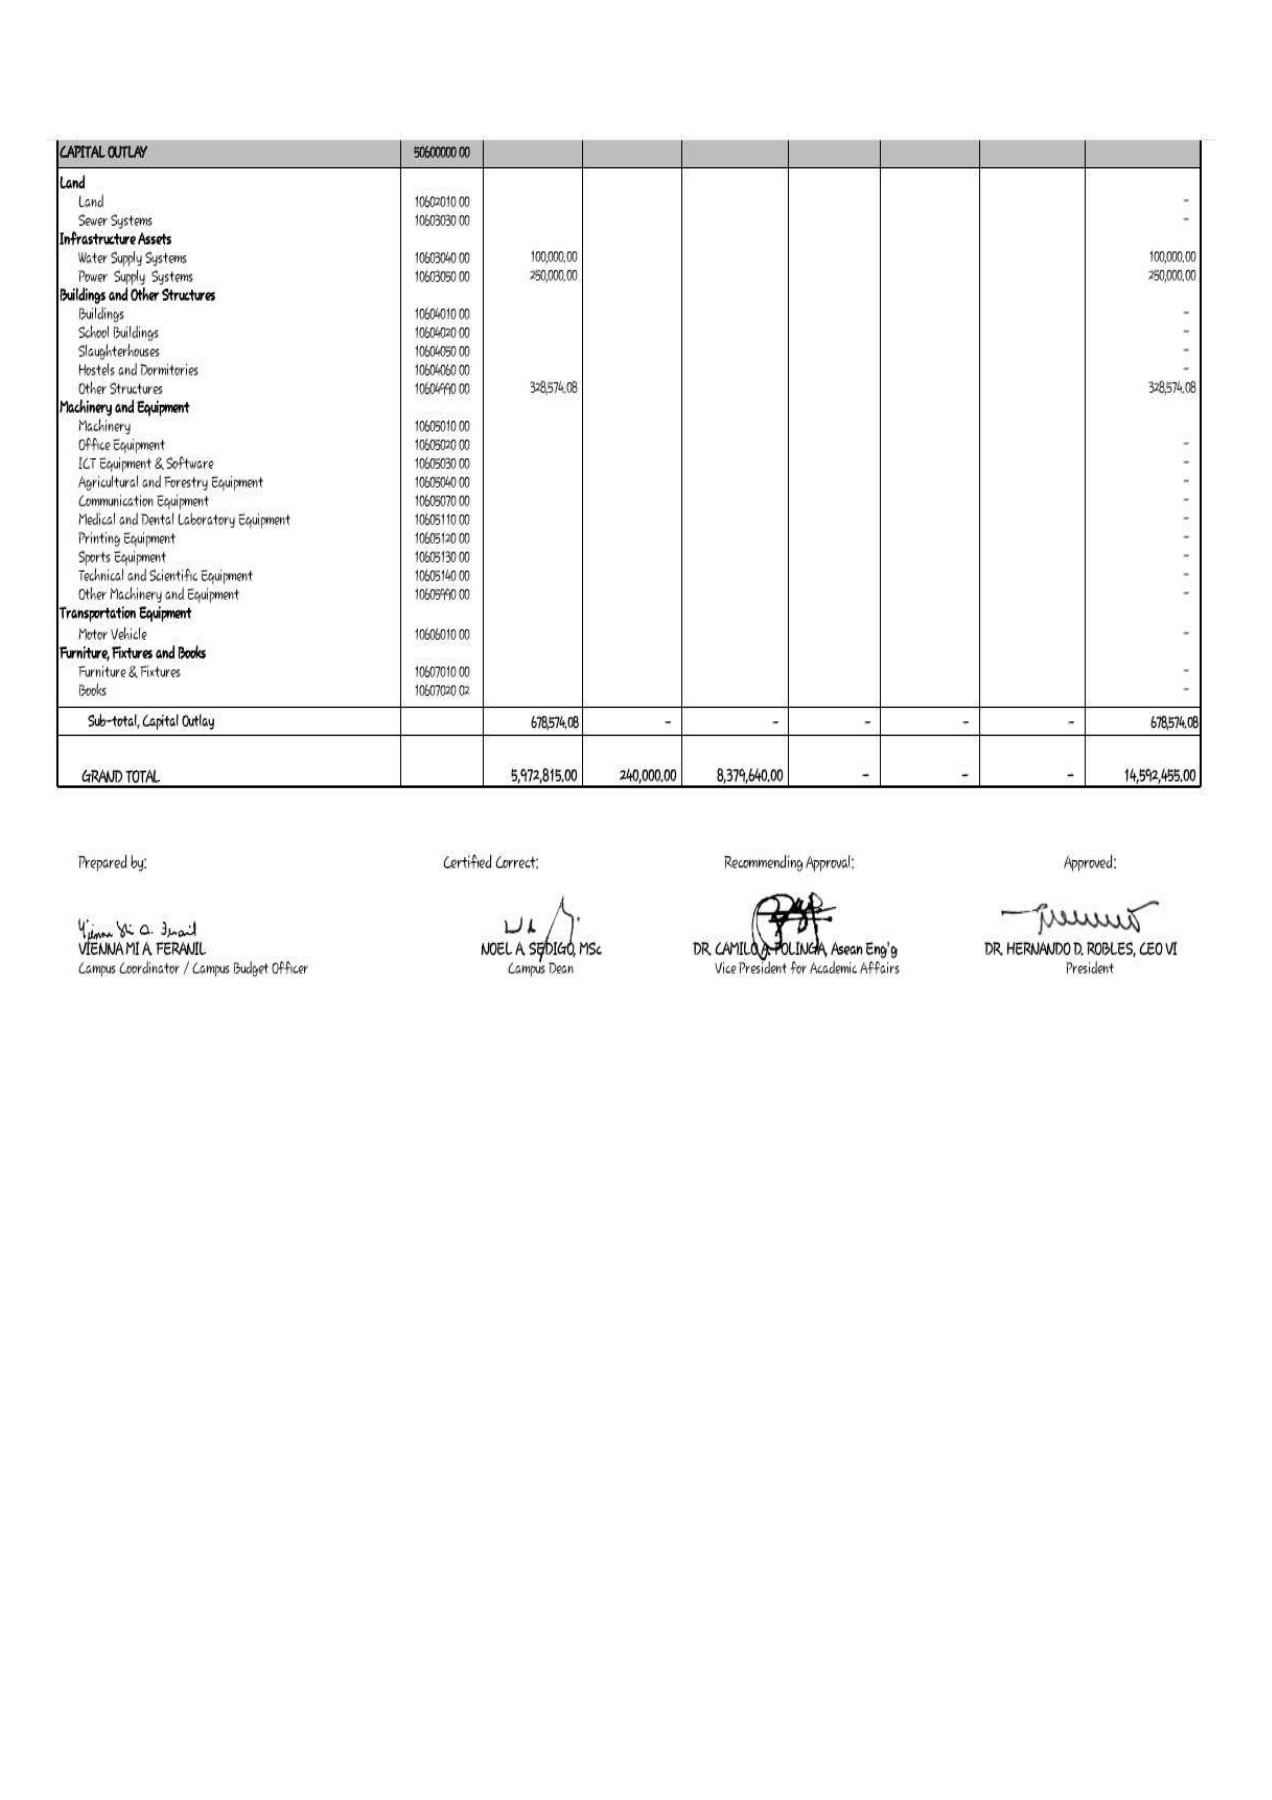 CAPITAL OUTLAY 50600000 00
Land
Land 10602010 00 -
Sewer Systems 10603030 00 -
Infrastructure Assets
Water Supply Systems 10603040 00 100,000.00 100,000.00
Power Supply Systems 10603050 00 250,000.00 250,000.00
Buildings and Other Structures
Buildings 10604010 00 -
School Buildings 10604020 00 -
Slaughterhouses 10604050 00 -
Hostels and Dormitories 10604060 00 -
Other Structures 10604990 00 328,574.08 328,574.08
Machinery and Equipment
Machinery 10605010 00
Office Equipment 10605020 00 -
ICT Equipment & Software 10605030 00 -
Agricultural and Forestry Equipment 10605040 00 -
Communication Equipment 10605070 00 -
Medical and Dental Laboratory Equipment 10605110 00 -
Printing Equipment 10605120 00 -
Sports Equipment 10605130 00 -
Technical and Scientific Equipment 10605140 00 -
Other Machinery and Equipment 10605990 00 -
Transportation Equipment
Motor Vehicle 10606010 00 -
Furniture, Fixtures and Books
Furniture & Fixtures 10607010 00 -
Books 10607020 02 -
Sub-total, Capital Outlay 678,574.08 - - - - - 678,574.08
GRAND TOTAL 5,972,815.00 240,000.00 8,379,640.00 - - - 14,592,455.00
Prepared by: Certified Correct: Recommending Approval: Approved:
VIENNA MI A. FERANIL NOEL A. SEDIGO, MSc DR. CAMILO A. POLINGA, Asean Eng'g DR. HERNANDO D. ROBLES, CEO VI
Campus Coordinator / Campus Budget Officer Campus Dean Vice President for Academic Affairs President